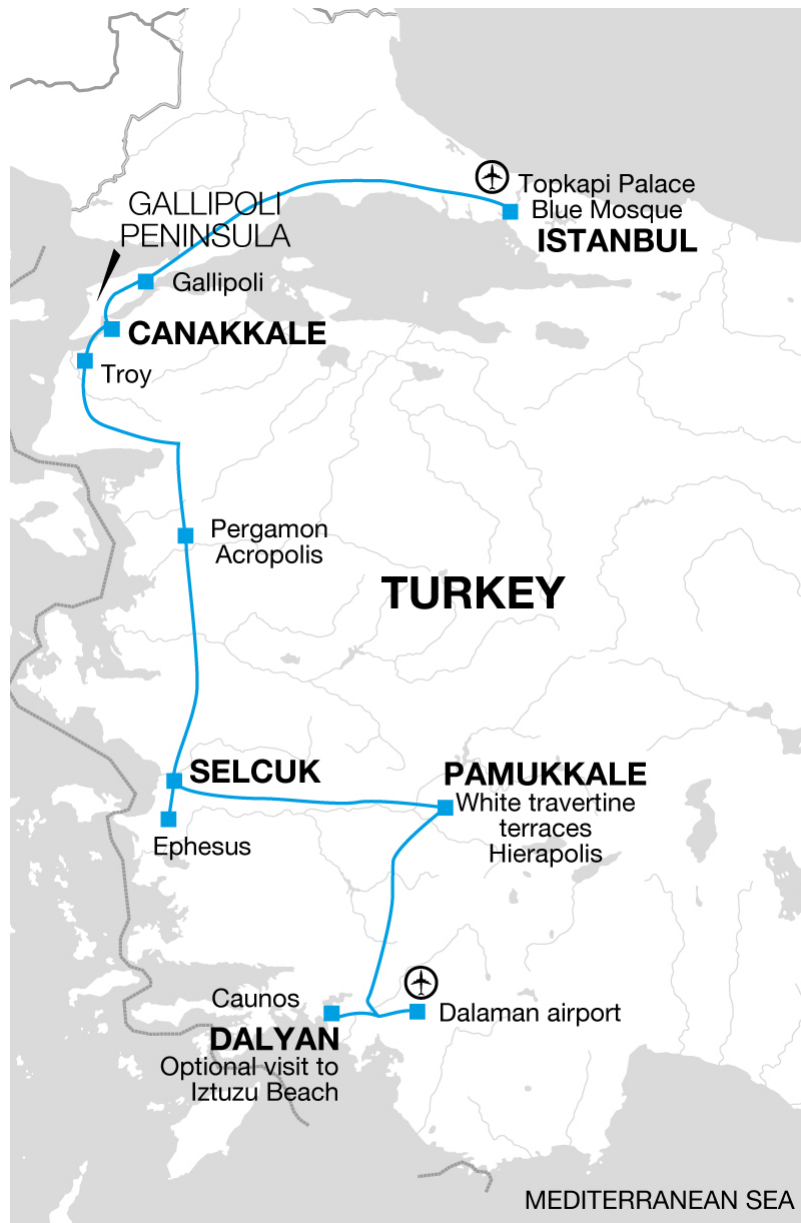 Topkapi Palace
Blue Mosque
ISTANBUL
GALLIPOLI
PENINSULA
Gallipoli
CANAKKALE
Troy
Pergamon
Acropolis
TURKEY
SELCUK
PAMUKKALE
White travertine
terraces
Hierapolis
Ephesus
Caunos
DALYAN
Optional visit to
Iztuzu Beach
Dalaman airport
MEDITERRANEAN SEA